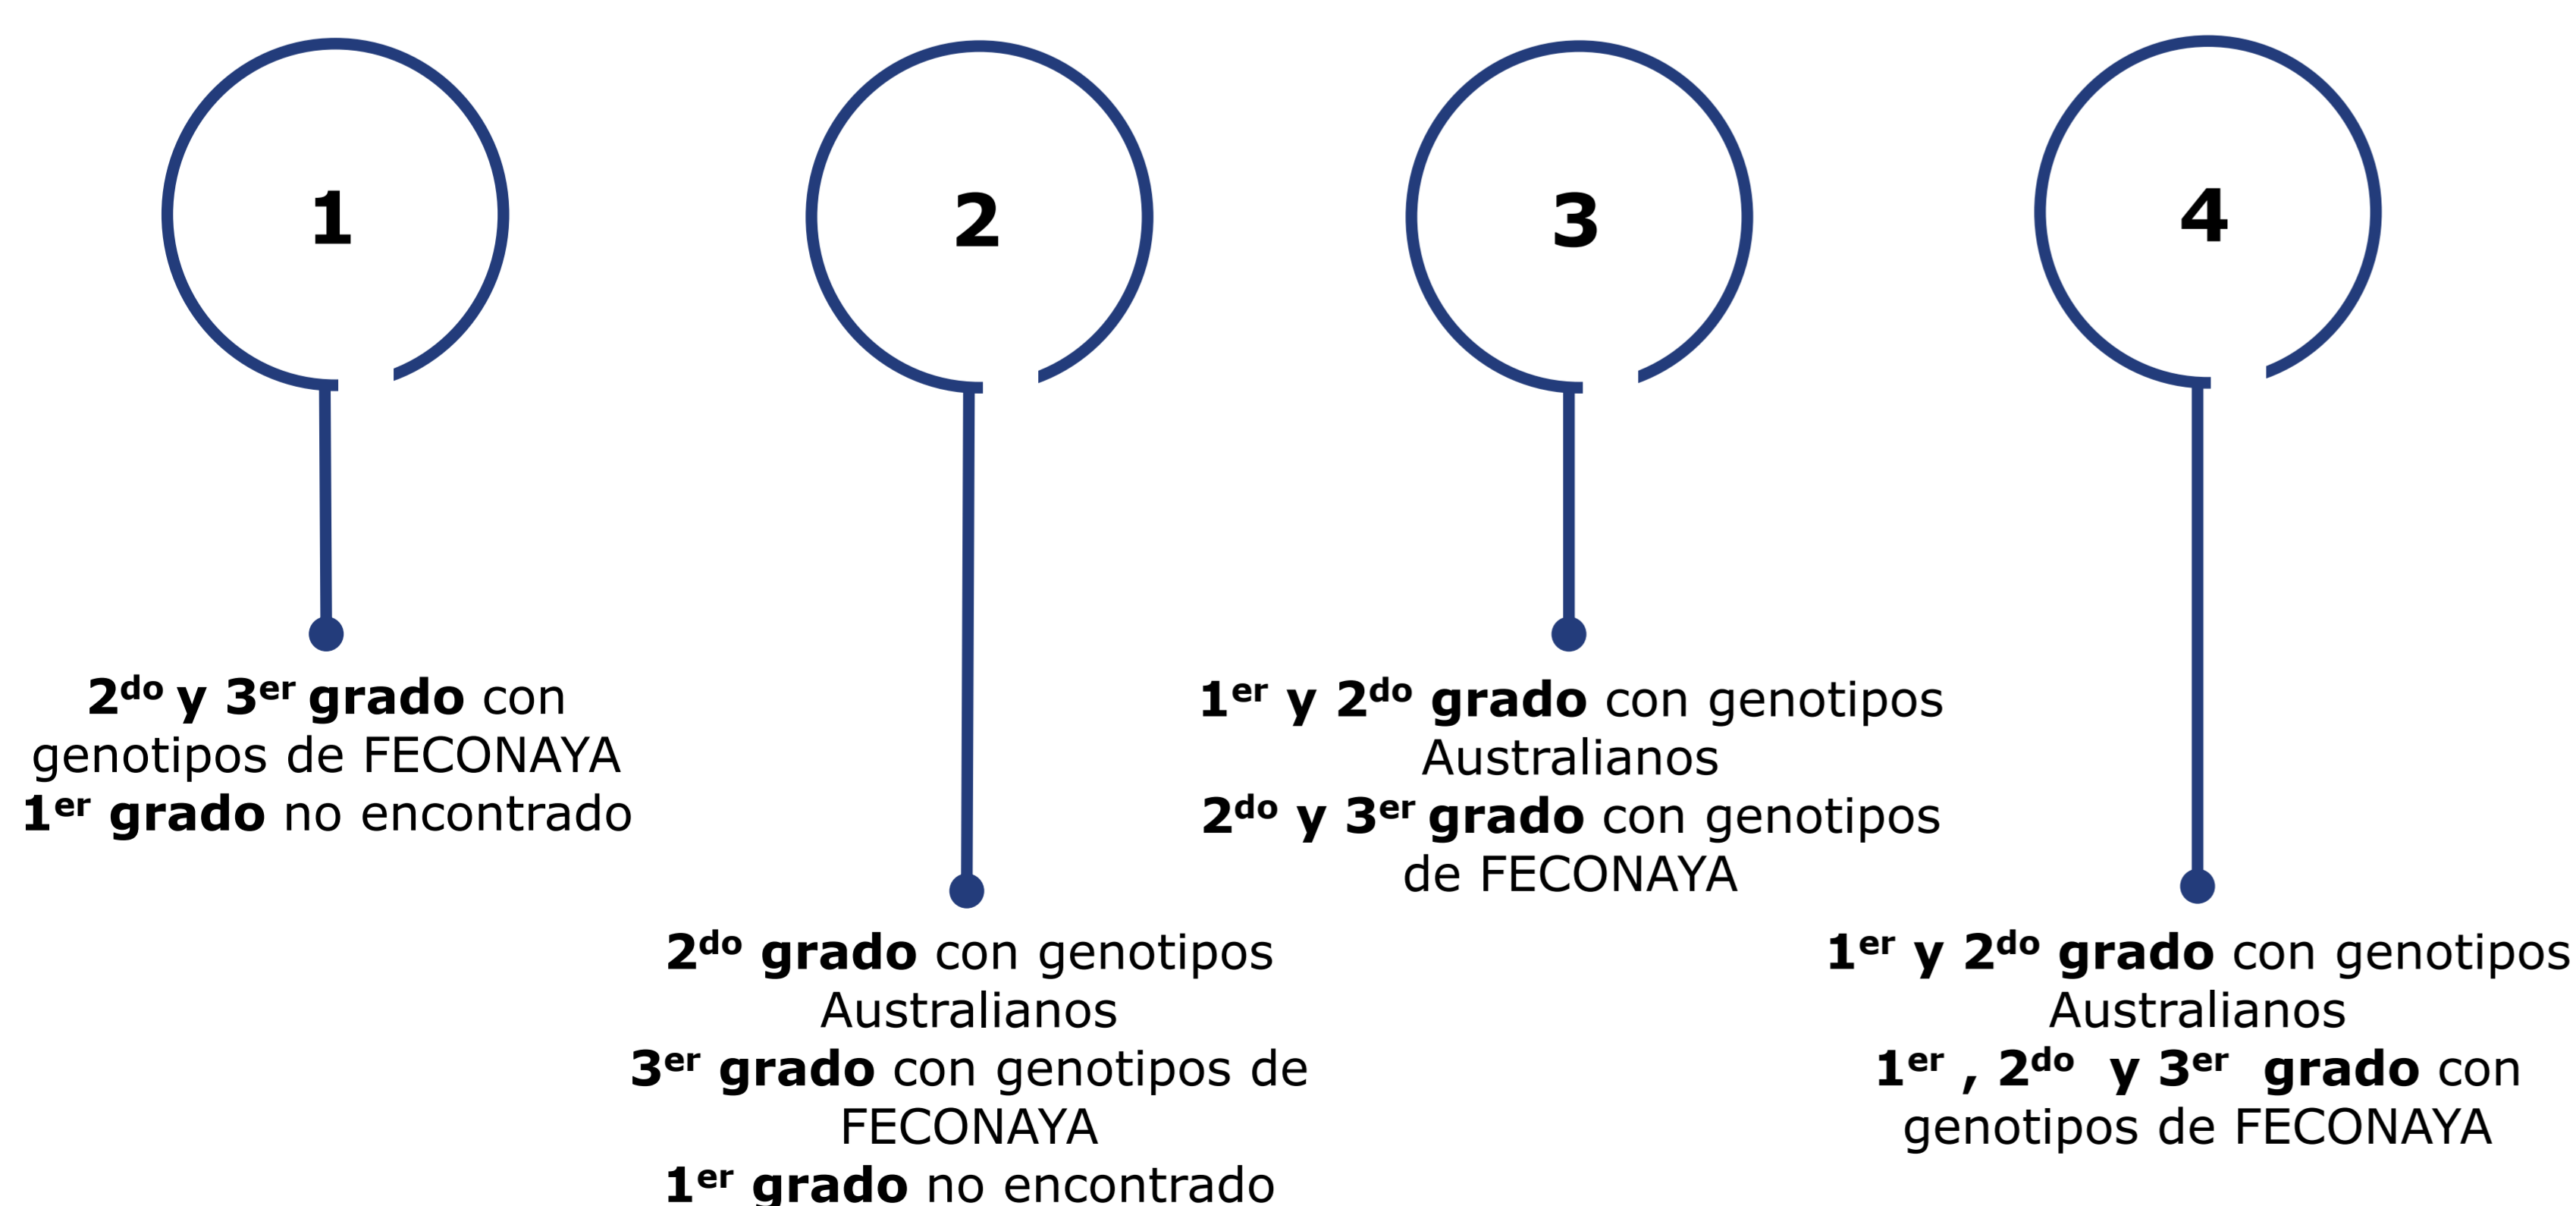 1
2ᵈᵒ y 3ᵉʳ grado con
genotipos de FECONAYA
1ᵉʳ grado no encontrado
2
2ᵈᵒ grado con genotipos
Australianos
3ᵉʳ grado con genotipos de
FECONAYA
1ᵉʳ grado no encontrado
3
1ᵉʳ y 2ᵈᵒ grado con genotipos
Australianos
2ᵈᵒ y 3ᵉʳ grado con genotipos
de FECONAYA
4
1ᵉʳ y 2ᵈᵒ grado con genotipos
Australianos
1ᵉʳ , 2ᵈᵒ y 3ᵉʳ grado con
genotipos de FECONAYA